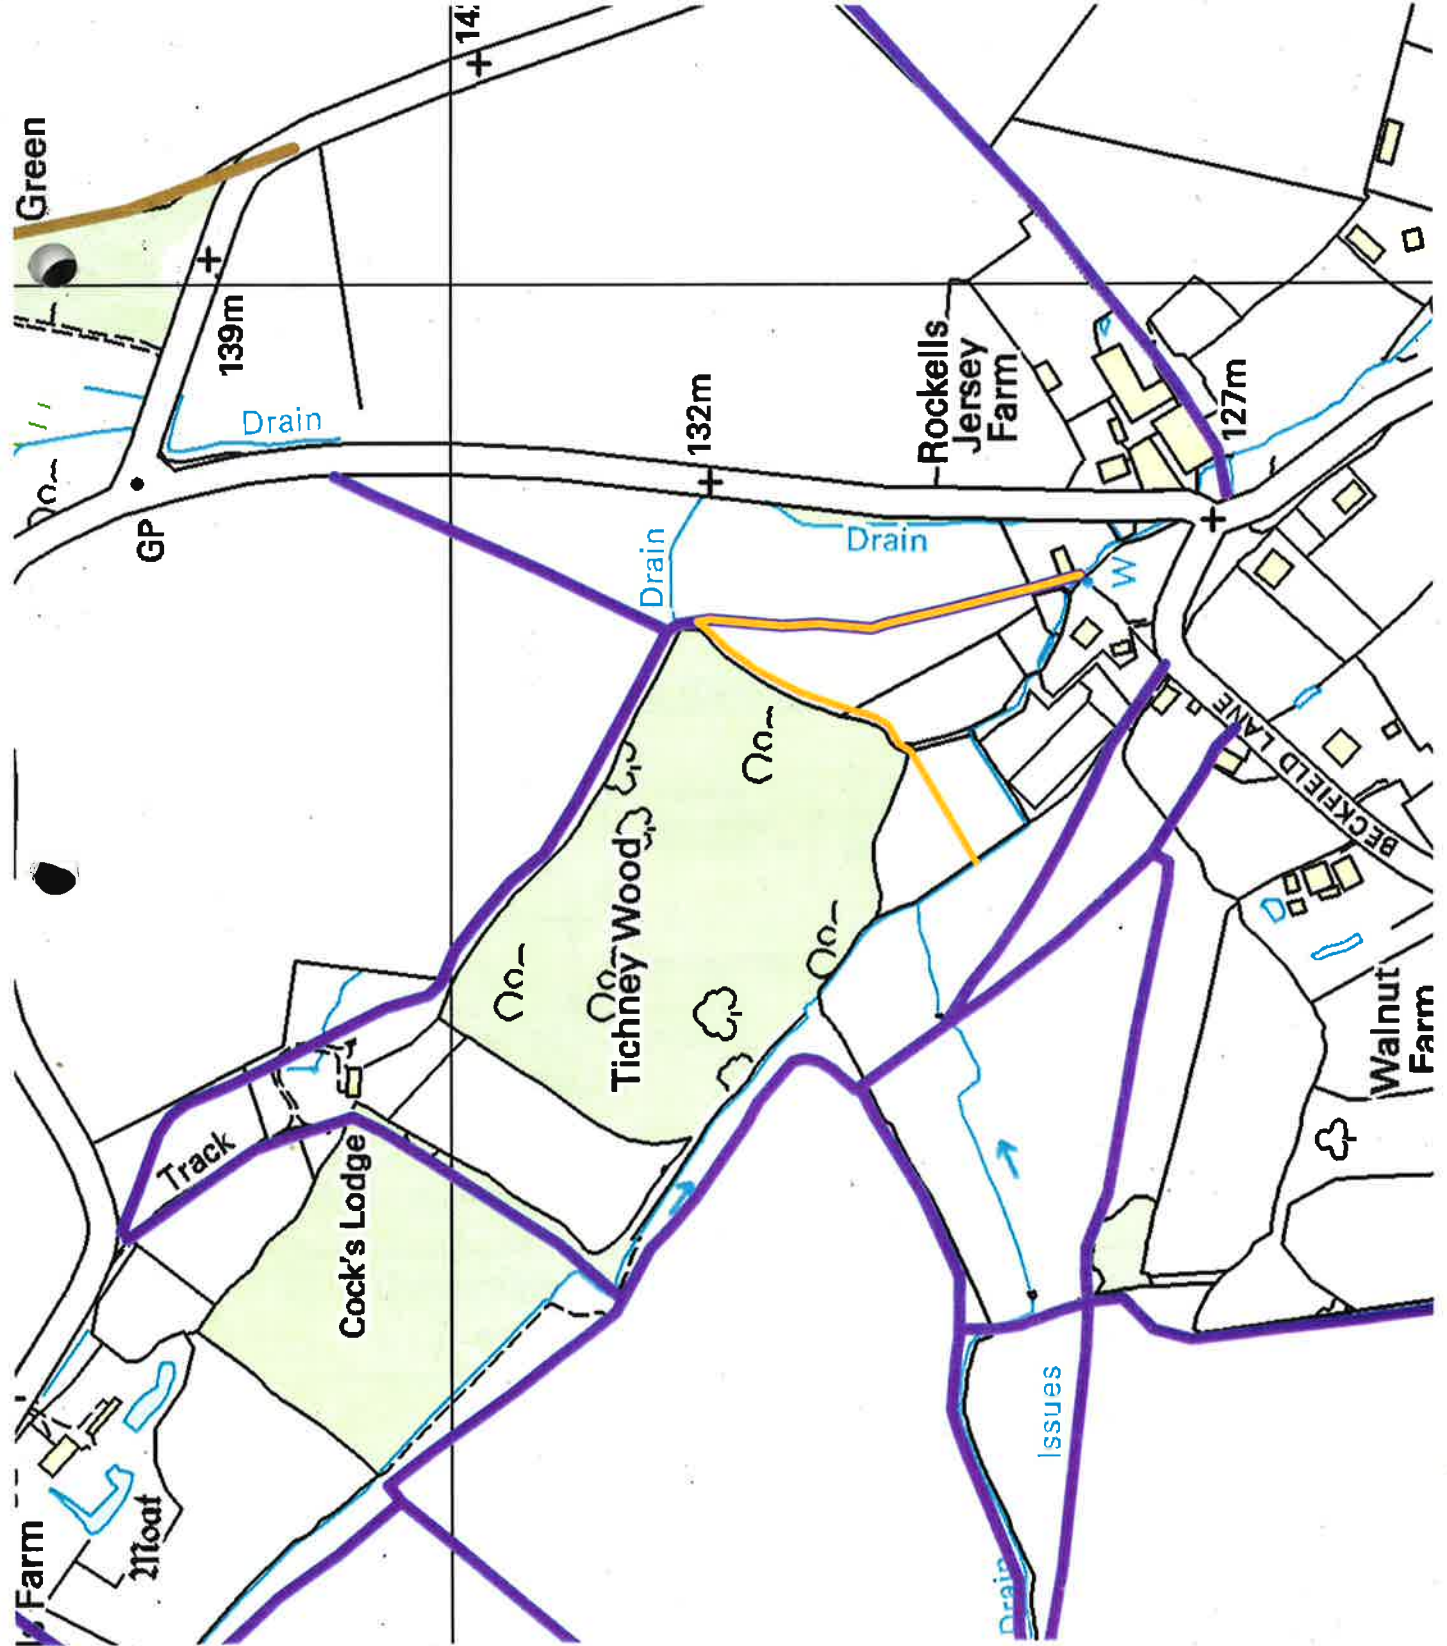 Green
139m
Drain
GP
132m
Drain
Drain
Rockells
Jersey
Farm
127m
W
BECKFIELD LANE
Tichney Wood
Track
Cock's Lodge
Walnut
Farm
Issues
Drain
Farm
Moat